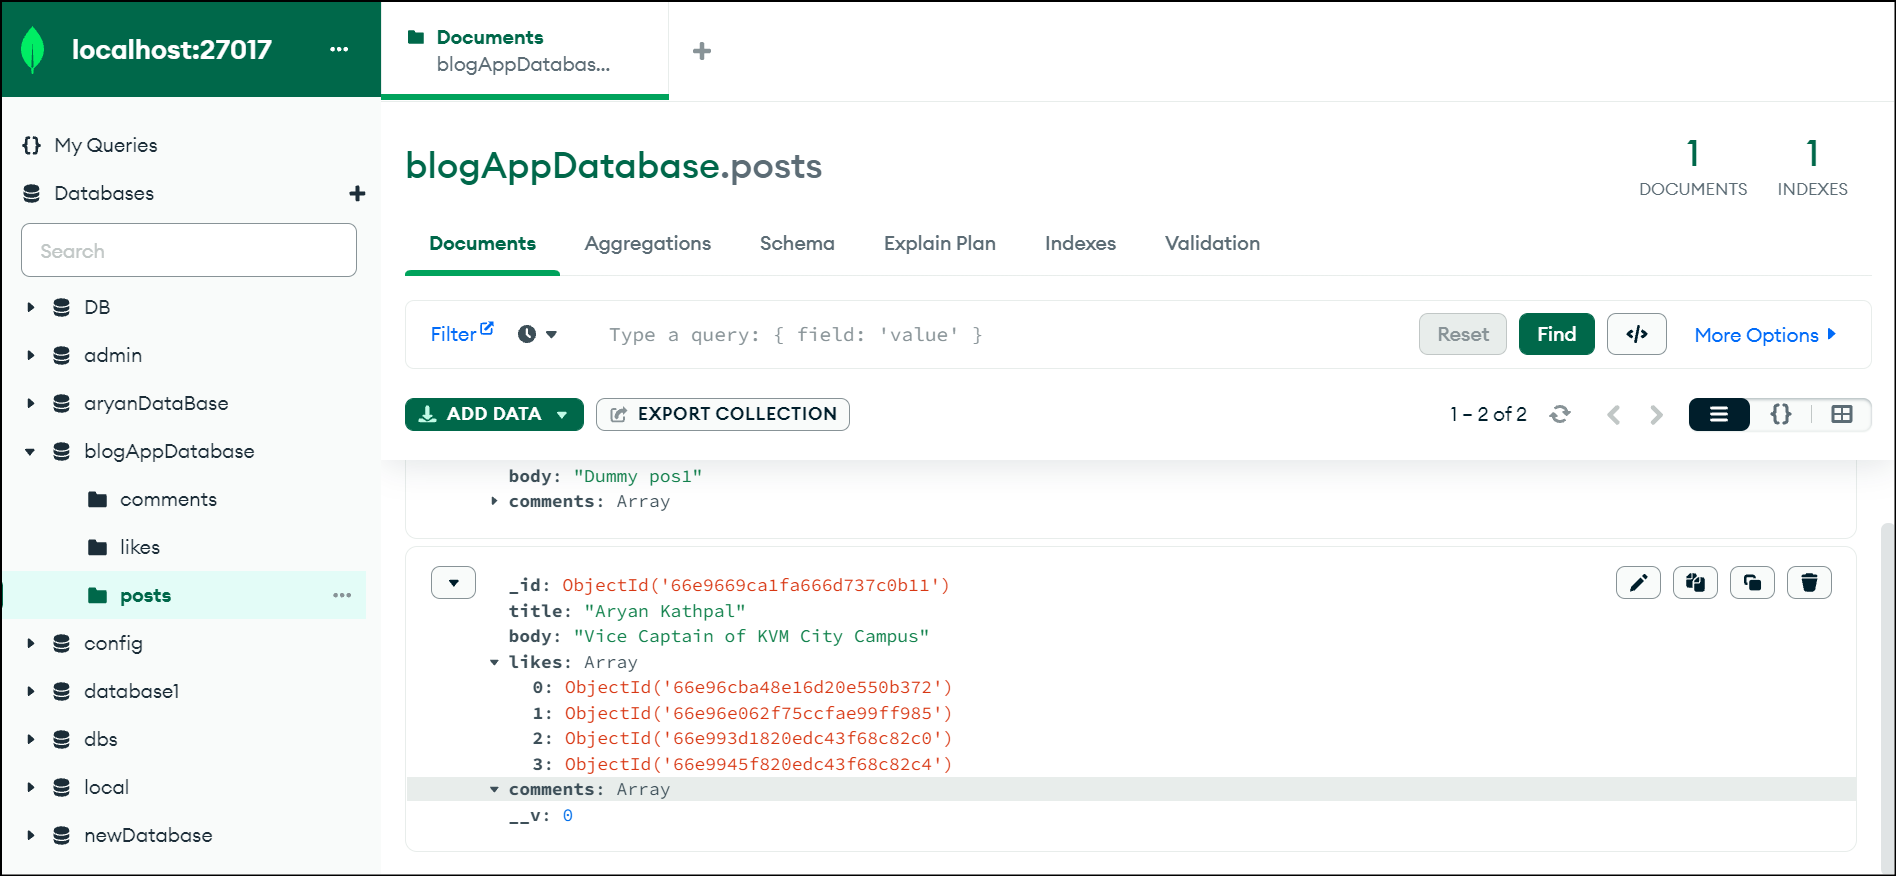 localhost:27017
Documents
blogAppDatabas...
My Queries
Databases
Search
DB
admin
aryanDataBase
blogAppDatabase
comments
likes
posts
config
database1
dbs
local
newDatabase
blogAppDatabase.posts
1 DOCUMENTS
1 INDEXES
Documents Aggregations Schema Explain Plan Indexes Validation
Filter Type a query: { field: 'value' } Reset Find </> More Options
ADD DATA EXPORT COLLECTION 1 – 2 of 2 {}
body: "Dummy pos1"
comments: Array
_id: ObjectId('66e9669ca1fa666d737c0b11')
title: "Aryan Kathpal"
body: "Vice Captain of KVM City Campus"
likes: Array
0: ObjectId('66e96cba48e16d20e550b372')
1: ObjectId('66e96e062f75ccfae99ff985')
2: ObjectId('66e993d1820edc43f68c82c0')
3: ObjectId('66e9945f820edc43f68c82c4')
comments: Array
__v: 0